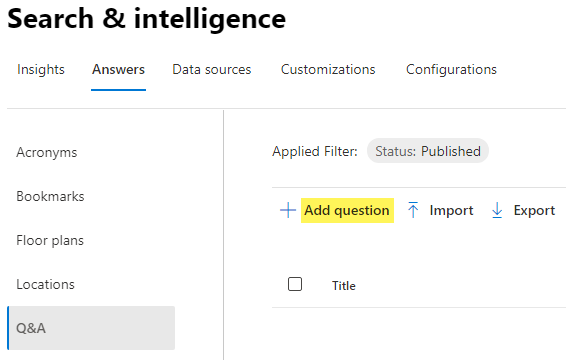 Search & intelligence
Insights Answers Data sources Customizations Configurations
Acronyms
Bookmarks
Floor plans
Locations
Q&A
Applied Filter: Status: Published
Add question Import Export
Title